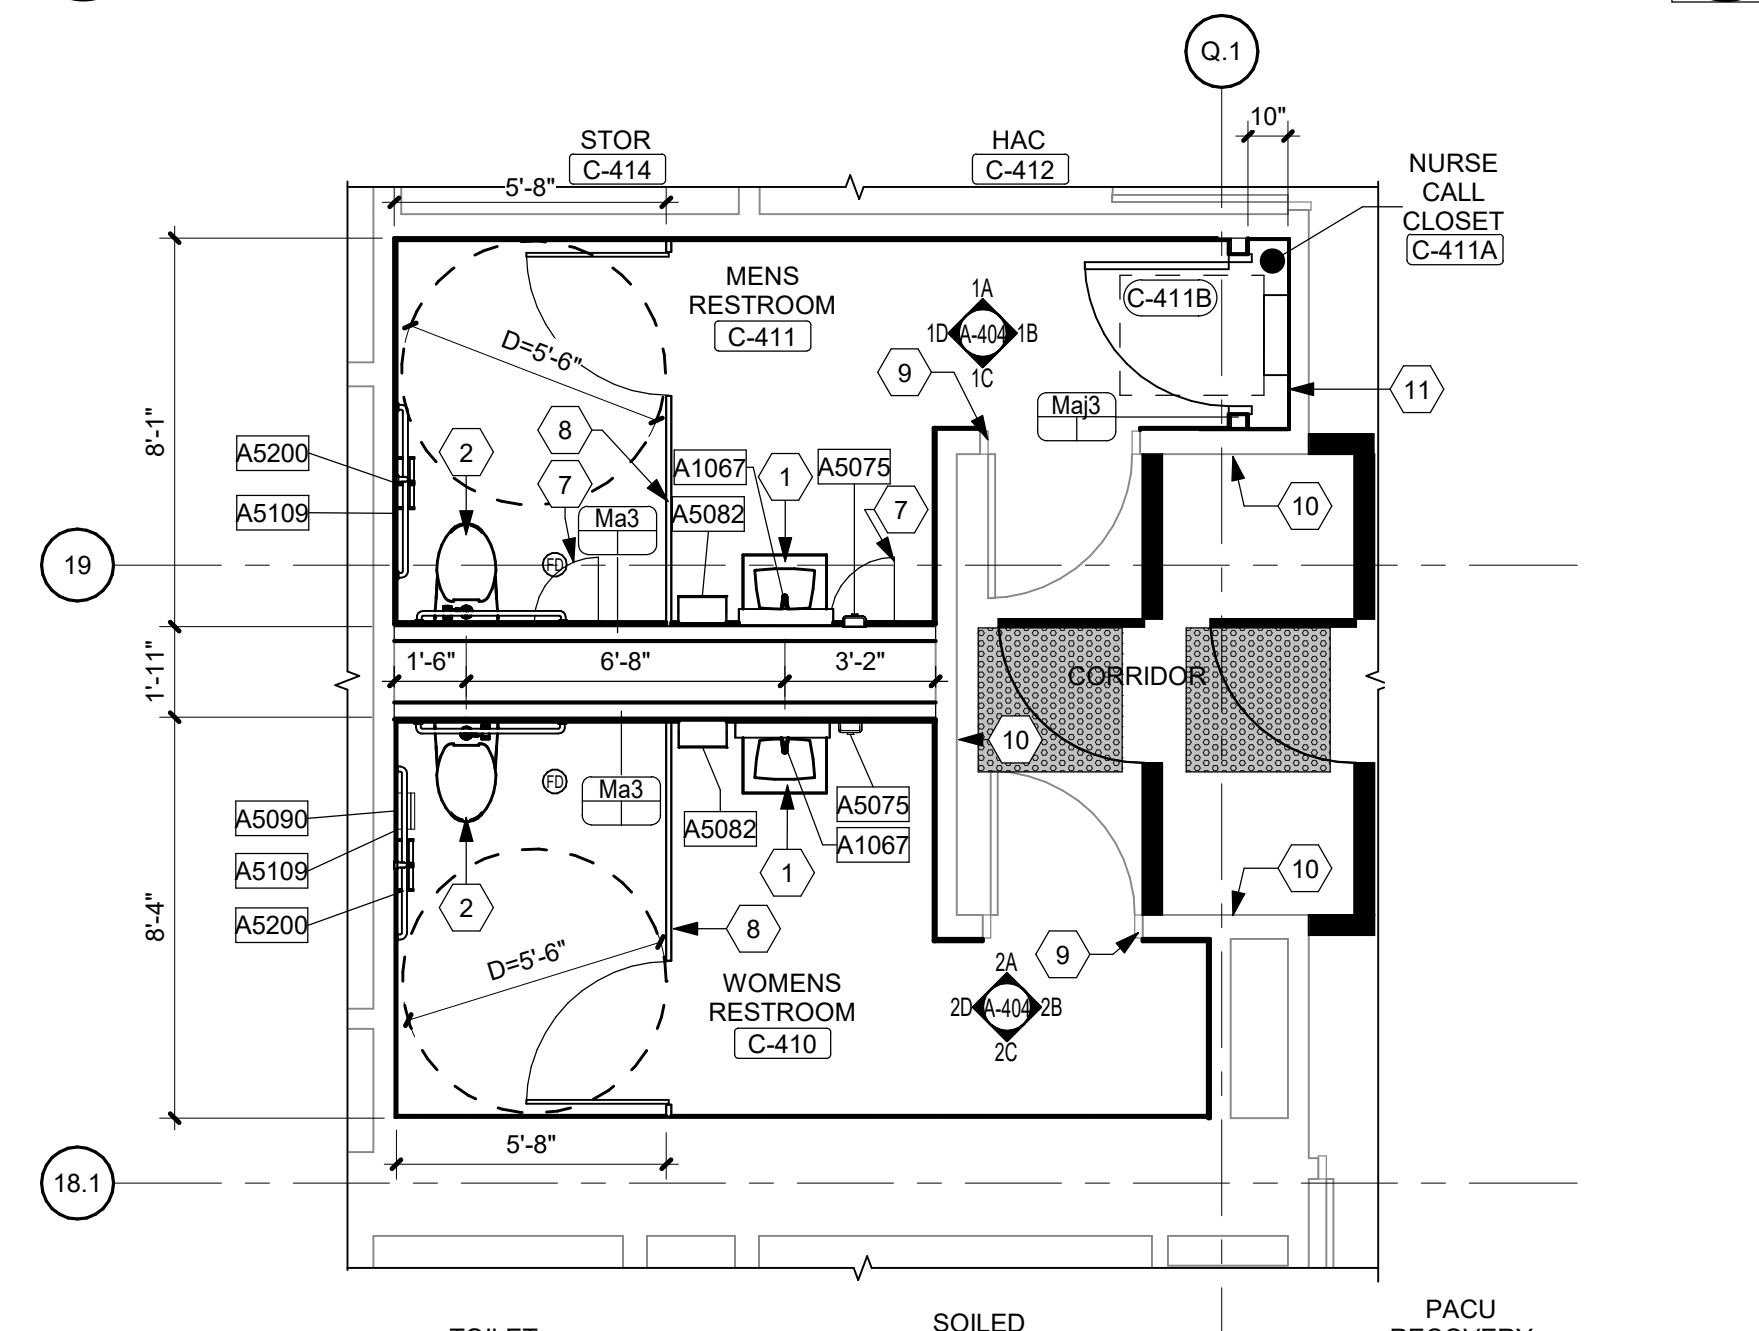 Q.1
10"
STOR
C-414
HAC
C-412
NURSE
CALL
CLOSET
C-411A
5'-8"
MENS
RESTROOM
C-411
C-411B
1A
1D
A-404
1B
1C
D=5'-6"
9
11
Maj3
8'-1"
8
2
A5200
A1067
1
A5075
7
A5109
A5082
7
Ma3
10
19
FD
1'-11"
1'-6"
6'-8"
3'-2"
CORRIDOR
10
FD
Ma3
A5090
A5075
A5082
A1067
A5109
1
10
2
A5200
8
9
8'-4"
D=5'-6"
WOMENS
RESTROOM
C-410
2A
2D
A-404
2B
2C
5'-8"
18.1
SOILED
PACU